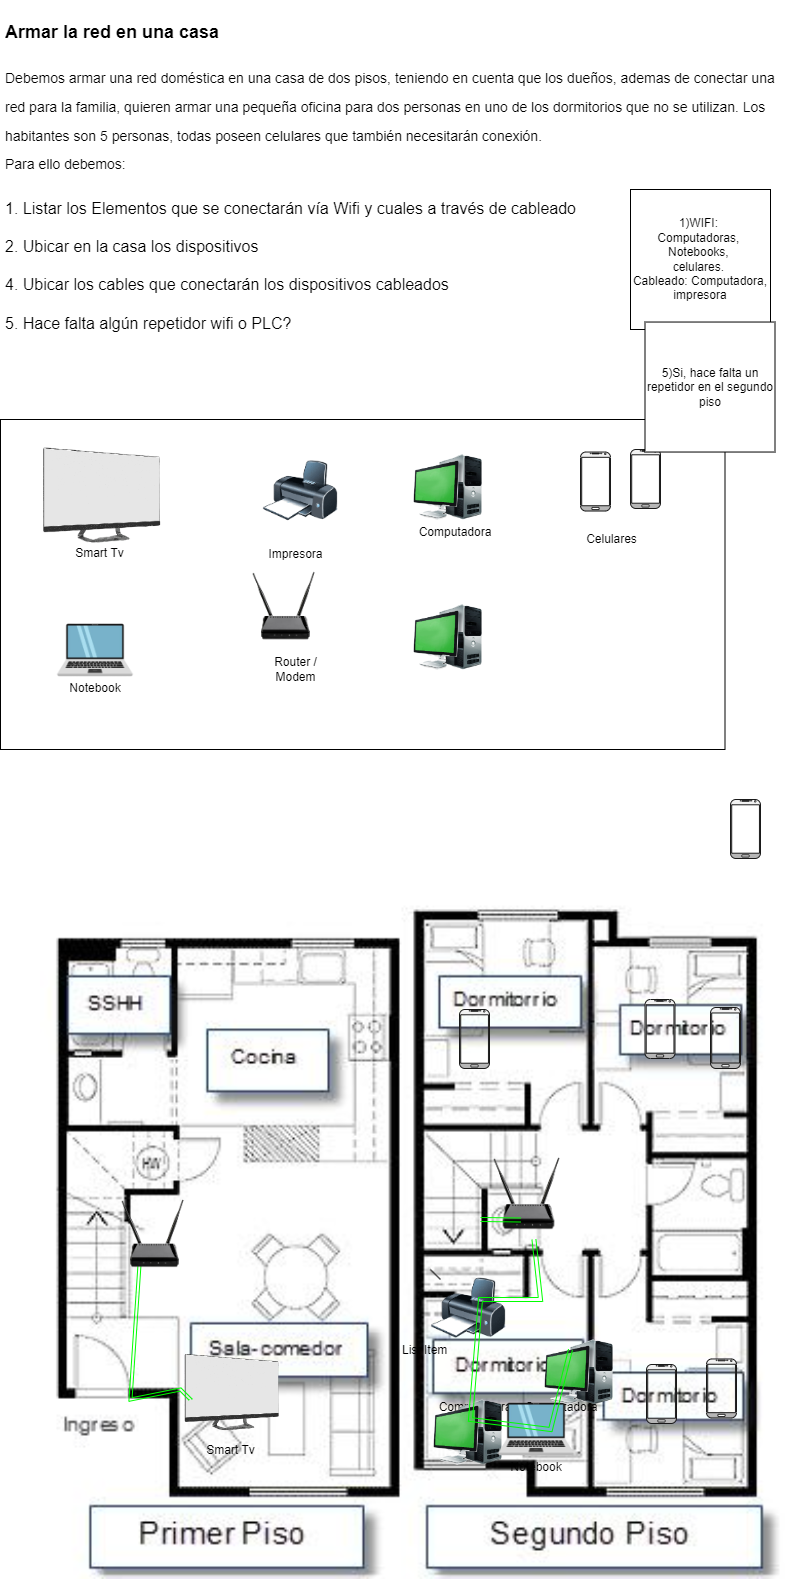 Armar la red en una casa
Debemos armar una red doméstica en una casa de dos pisos, teniendo en cuenta que los dueños, ademas de conectar una
red para la familia, quieren armar una pequeña oficina para dos personas en uno de los dormitorios que no se utilizan. Los
habitantes son 5 personas, todas poseen celulares que también necesitarán conexión.
Para ello debemos:
1. Listar los Elementos que se conectarán vía Wifi y cuales a través de cableado
2. Ubicar en la casa los dispositivos
4. Ubicar los cables que conectarán los dispositivos cableados
5. Hace falta algún repetidor wifi o PLC?
1)WIFI:
Computadoras,
Notebooks,
celulares.
Cableado: Computadora,
impresora
5)Si, hace falta un
repetidor en el segundo
piso
Smart Tv
Impresora
Computadora
Celulares
Notebook
Router /
Modem
SSHH
Cocina
HW
Sala-comedor
Ingreso
Smart Tv
Primer Piso
Dormitorrio
Dormitorio
List Item
Dormitorio
Dormitorio
Segundo Piso